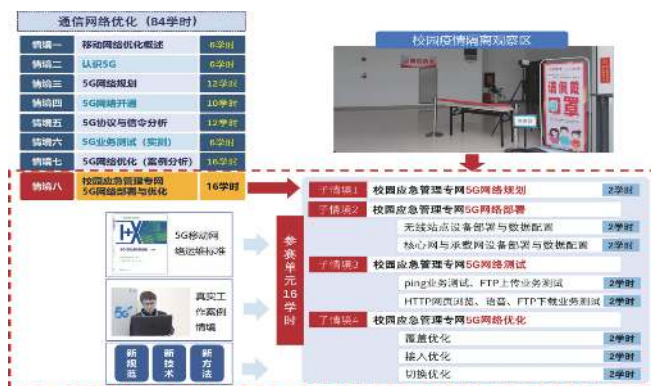 通信网络优化（84学时）
情境一 移动网络优化概述 6学时
情境二 认识5G 6学时
情境三 5G网络规划 12学时
情境四 5G网络开通 10学时
情境五 5G协议与信令分析 12学时
情境六 5G业务测试（实测） 6学时
情境七 5G网络优化（案例分析） 16学时
情境八 校园应急管理专网
5G网络部署与优化 16学时
校园疫情隔离观察区
请佩戴
口罩
子情境1 校园应急管理专网5G网络规划 2学时
子情境2 校园应急管理专网5G网络部署
无线站点设备部署与数据配置 2学时
核心网与承载网设备部署与数据配置 2学时
子情境3 校园应急管理专网5G网络测试
ping业务测试、FTP上传业务测试 2学时
HTTP网页浏览、语音、FTP下载业务测试 2学时
子情境4 校园应急管理专网5G网络优化
覆盖优化 2学时
接入优化 2学时
切换优化 2学时
参赛单元16学时
1+X
5G移动网
络运维标准
5G
真实工
作案例
情境
新规范
新技术
新方法